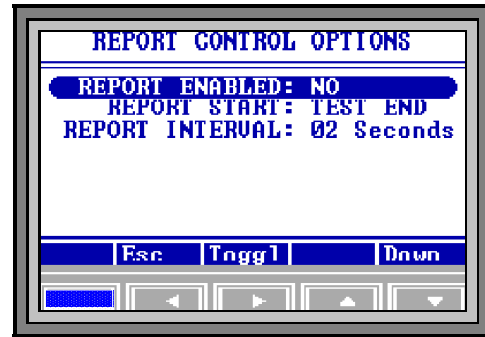 REPORT CONTROL OPTIONS
REPORT ENABLED: NO
REPORT START: TEST END
REPORT INTERVAL: 02 Seconds
Esc Toggl Down